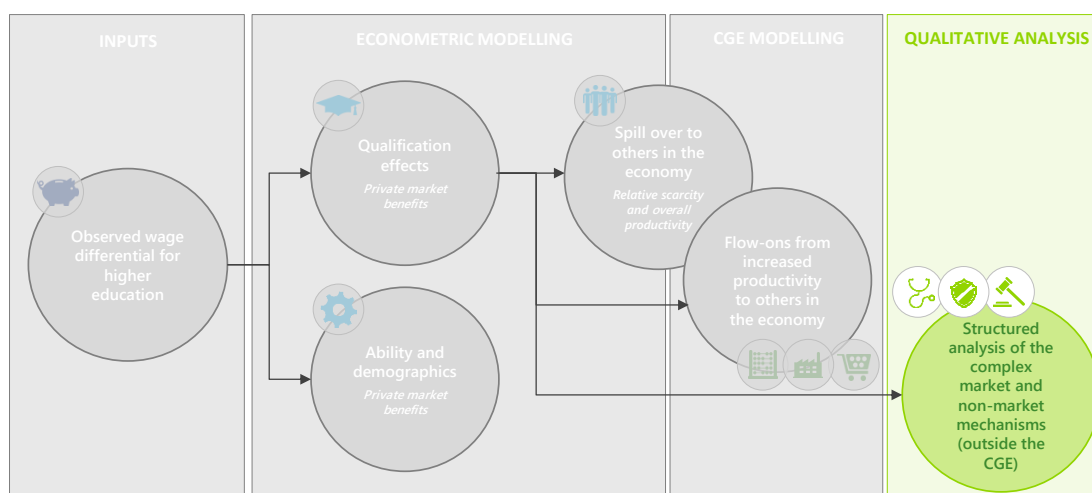 INPUTS
ECONOMETRIC MODELLING
CGE MODELLING
QUALITATIVE ANALYSIS
Observed wage
differential for
higher
education
Qualification
effects
Private market
benefits
Ability and
demographics
Private market
benefits
Spill over to
others in the
economy
Relative scarcity
and overall
productivity
Flow-ons from
increased
productivity
to others in
the economy
Structured
analysis of the
complex
market and
non-market
mechanisms
(outside the
CGE)